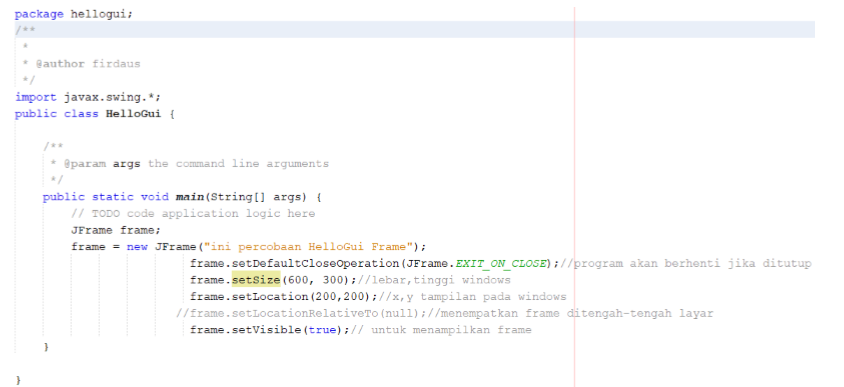 package hellogui;
/**
 *
 * @author firdaus
 */
import javax.swing.*;
public class HelloGui {
    /**
     * @param args the command line arguments
     */
    public static void main(String[] args) {
        // TODO code application logic here
        JFrame frame;
        frame = new JFrame("ini percobaan HelloGui Frame");
                         frame.setDefaultCloseOperation(JFrame.EXIT_ON_CLOSE);//program akan berhenti jika ditutup
                         frame.setSize(600, 300);//lebar,tinggi windows
                         frame.setLocation(200,200);//x,y tampilan pada windows
                       //frame.setLocationRelativeTo(null);//menempatkan frame ditengah-tengah layar
                         frame.setVisible(true);// untuk menampilkan frame
    }
}